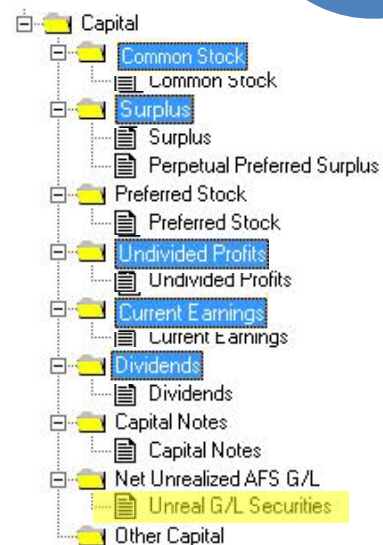 Capital
Common Stock
Common Stock
Surplus
Surplus
Perpetual Preferred Surplus
Preferred Stock
Preferred Stock
Undivided Profits
Undivided Profits
Current Earnings
Current Earnings
Dividends
Dividends
Capital Notes
Capital Notes
Net Unrealized AFS G/L
Unreal G/L Securities
Other Capital